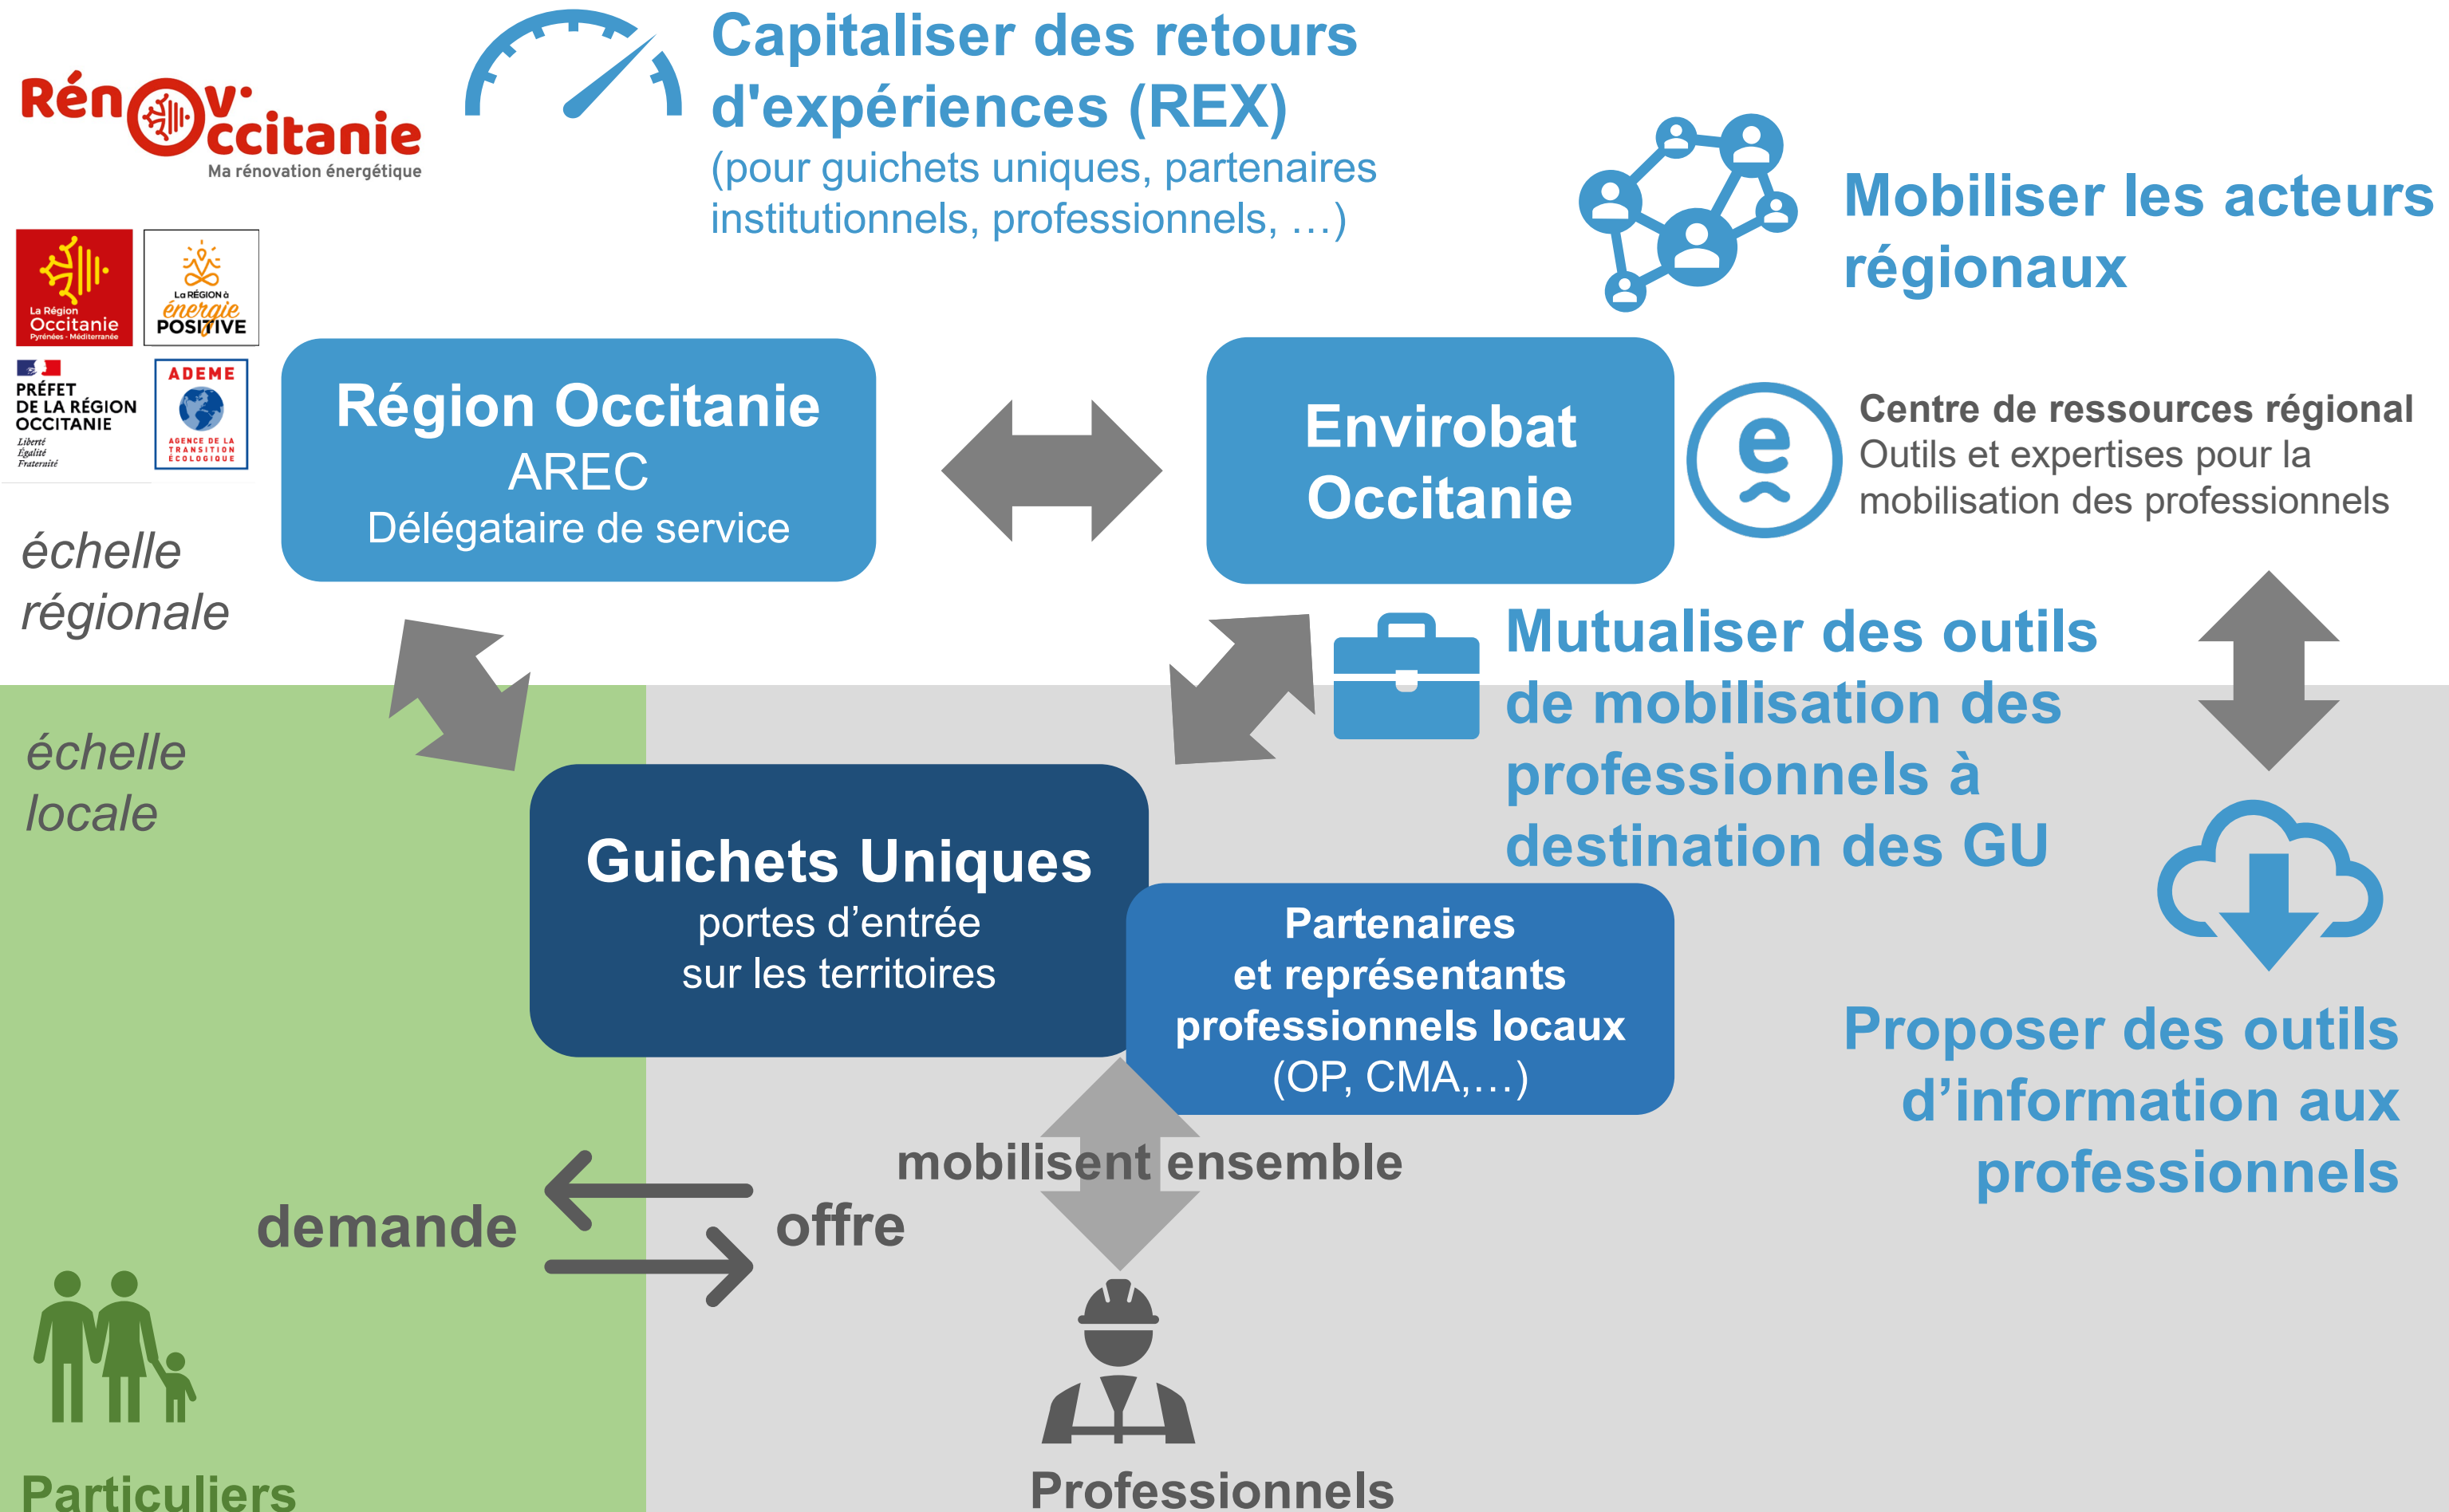 Rénov'
Occitanie
Ma rénovation énergétique
Capitaliser des retours
d'expériences (REX)
(pour guichets uniques, partenaires
institutionnels, professionnels, …)
Mobiliser les acteurs
régionaux
La Région
Occitanie
Pyrénées - Méditerranée
La RÉGION à
énergie
POSITIVE
PRÉFET
DE LA RÉGION
OCCITANIE
Liberté
Égalité
Fraternité
ADEME
AGENCE DE LA
TRANSITION
ÉCOLOGIQUE
Région Occitanie
AREC
Délégataire de service
Envirobat
Occitanie
e
Centre de ressources régional
Outils et expertises pour la
mobilisation des professionnels
échelle
régionale
Mutualiser des outils
de mobilisation des
professionnels à
destination des GU
échelle
locale
Guichets Uniques
portes d’entrée
sur les territoires
Partenaires
et représentants
professionnels locaux
(OP, CMA,…)
Proposer des outils
d’information aux
professionnels
mobilisent ensemble
demande
offre
Particuliers
Professionnels